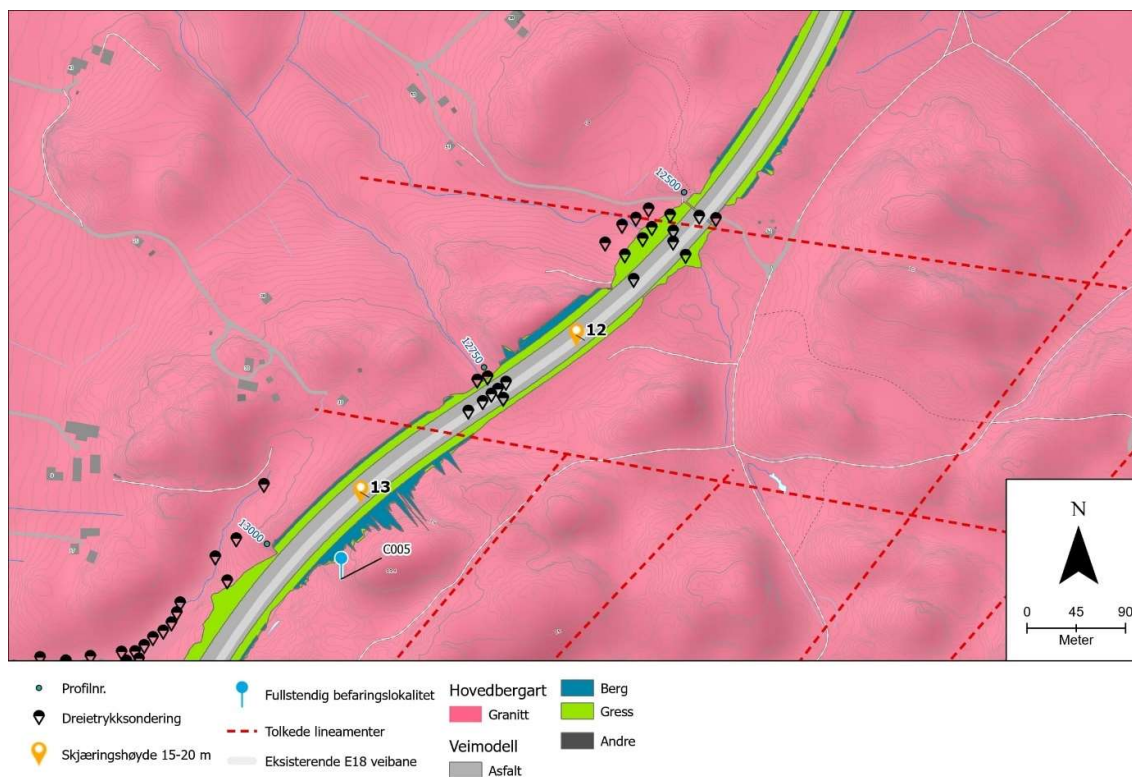 12500
12
12750
13
13000
C005
N
0 45 90
Meter
Profilnr.
Dreietrykksondering
Skjæringshøyde 15-20 m
Fullstendig befaringslokalitet
Tolkede lineamenter
Eksisterende E18 veibane
Hovedbergart
Granitt
Veimodell
Asfalt
Berg
Gress
Andre